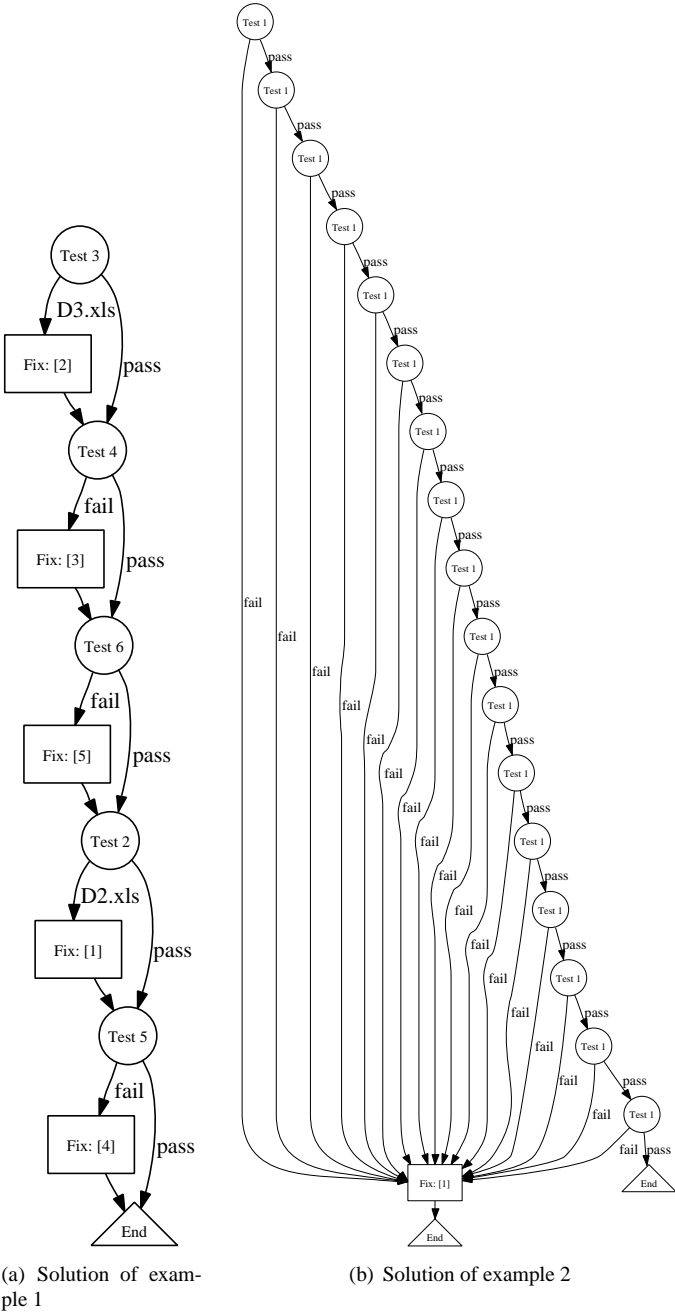 Test 3
D3.xls
Fix: [2]
pass
Test 4
fail
Fix: [3]
pass
Test 6
fail
Fix: [5]
pass
Test 2
D2.xls
Fix: [1]
pass
Test 5
fail
Fix: [4]
pass
End
(a) Solution of exam-
ple 1
Test 1
pass
Test 1
pass
Test 1
pass
Test 1
pass
Test 1
pass
Test 1
pass
Test 1
pass
Test 1
pass
Test 1
fail
pass
Test 1
fail
pass
Test 1
fail
pass
fail
Test 1
fail
pass
fail
Test 1
fail
pass
fail
Test 1
fail
pass
fail
Test 1
fail
pass
fail
Test 1
fail
pass
fail
Test 1
fail
fail
pass
Fix: [1]
End
End
(b) Solution of example 2